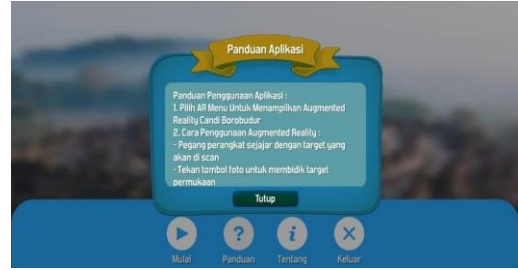 Panduan Aplikasi
Panduan Penggunaan Aplikasi :
1. Pilih AR Menu Untuk Menampilkan Augmented
Reality Candi Borobudur
2. Cara Penggunaan Augmented Reality :
- Pegang perangkat sejajar dengan target yang
akan di scan
-Tekan tombol foto untuk membidik target
permukaan
Tutup
Mulai Panduan Tentang Keluar